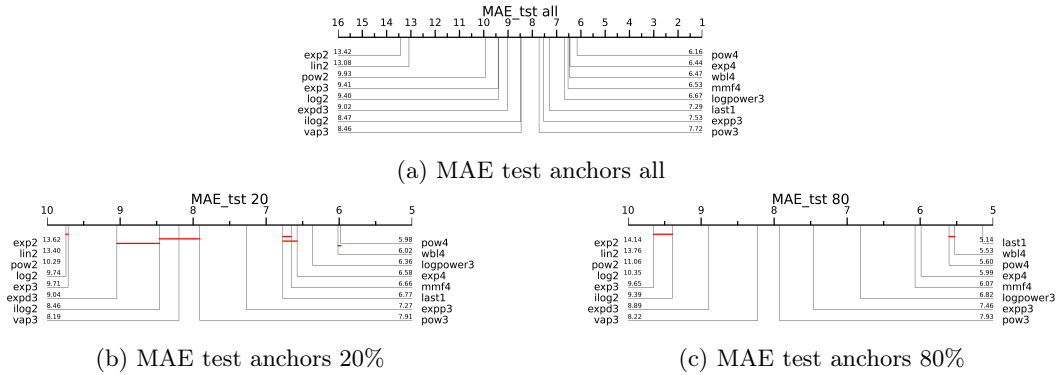 MAE_tst all
16 15 14 13 12 11 10 9 8 7 6 5 4 3 2 1
exp2 13.42 6.16 pow4
lin2 13.08 6.44 exp4
pow2 9.93 6.47 wbl4
exp3 9.41 6.53 mmf4
log2 9.40 6.67 logpower3
expd3 9.02 7.29 last1
ilog2 8.47 7.53 expp3
vap3 8.46 7.72 pow3
(a) MAE test anchors all
MAE_tst 20
10 9 8 7 6 5
exp2 13.62 5.98 pow4
lin2 13.40 6.02 wbl4
pow2 10.29 6.36 logpower3
log2 9.74 6.58 exp4
exp3 9.71 6.66 mmf4
expd3 9.04 6.77 last1
ilog2 8.46 7.27 expp3
vap3 8.19 7.91 pow3
(b) MAE test anchors 20%
MAE_tst 80
10 9 8 7 6 5
exp2 14.14 5.14 last1
lin2 13.76 5.53 wbl4
pow2 11.06 5.60 pow4
log2 10.35 5.99 exp4
exp3 9.65 6.07 mmf4
ilog2 9.39 6.82 logpower3
expd3 8.89 7.46 expp3
vap3 8.22 7.93 pow3
(c) MAE test anchors 80%